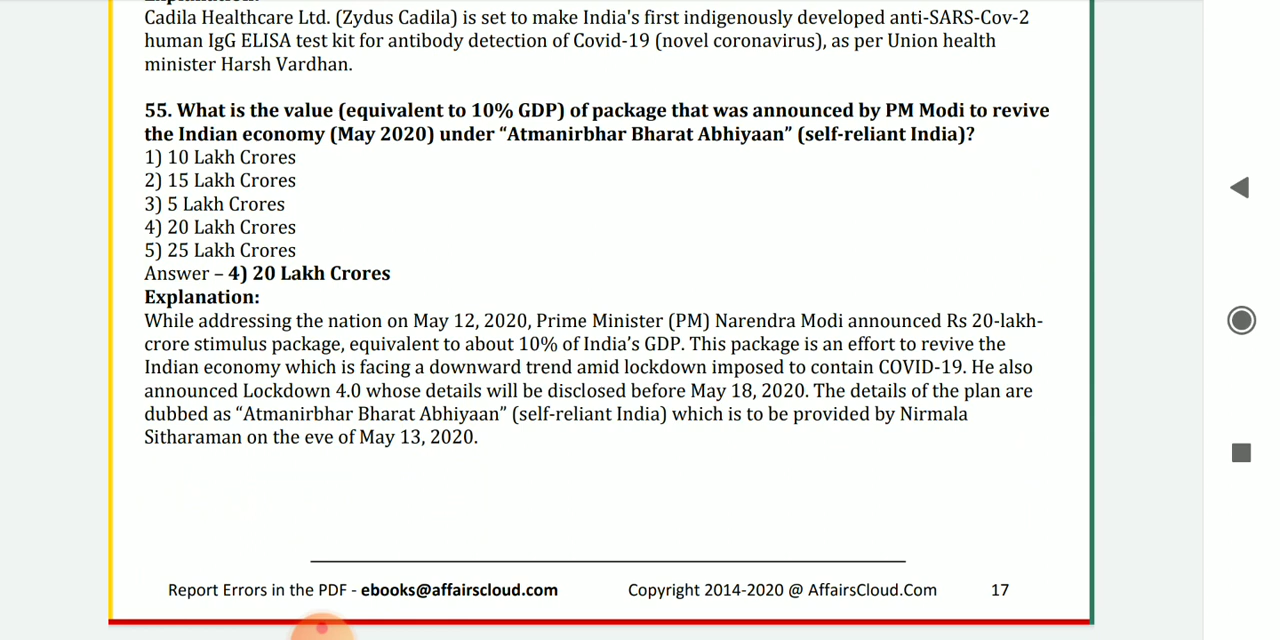 Cadila Healthcare Ltd. (Zydus Cadila) is set to make India's first indigenously developed anti-SARS-Cov-2
human IgG ELISA test kit for antibody detection of Covid-19 (novel coronavirus), as per Union health
minister Harsh Vardhan.
55. What is the value (equivalent to 10% GDP) of package that was announced by PM Modi to revive
the Indian economy (May 2020) under “Atmanirbhar Bharat Abhiyaan” (self-reliant India)?
1) 10 Lakh Crores
2) 15 Lakh Crores
3) 5 Lakh Crores
4) 20 Lakh Crores
5) 25 Lakh Crores
Answer – 4) 20 Lakh Crores
Explanation:
While addressing the nation on May 12, 2020, Prime Minister (PM) Narendra Modi announced Rs 20-lakh-
crore stimulus package, equivalent to about 10% of India’s GDP. This package is an effort to revive the
Indian economy which is facing a downward trend amid lockdown imposed to contain COVID-19. He also
announced Lockdown 4.0 whose details will be disclosed before May 18, 2020. The details of the plan are
dubbed as “Atmanirbhar Bharat Abhiyaan” (self-reliant India) which is to be provided by Nirmala
Sitharaman on the eve of May 13, 2020.
Report Errors in the PDF - ebooks@affairscloud.com Copyright 2014-2020 @ AffairsCloud.Com 17